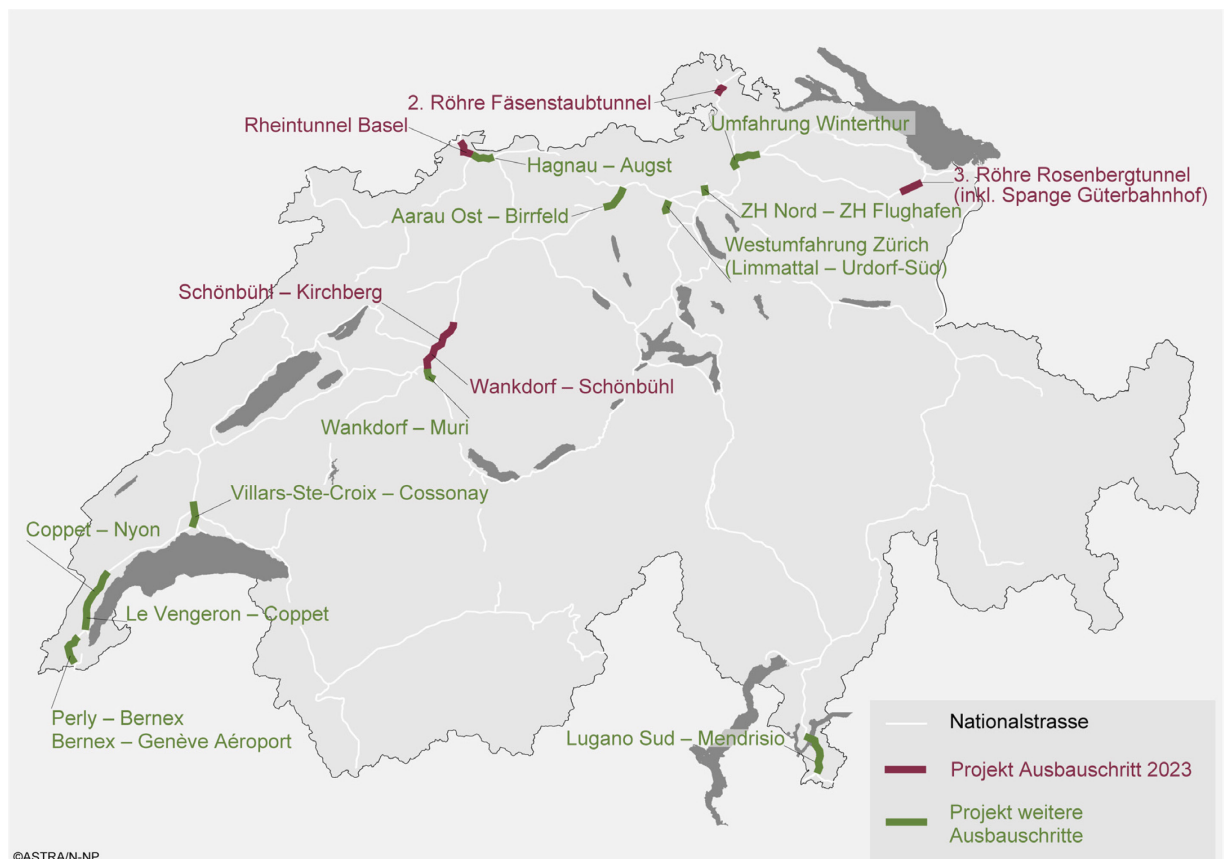 2. Röhre Fäsenstaubtunnel
Rheintunnel Basel
Umfahrung Winterthur
Hagnau – Augst
3. Röhre Rosenbergtunnel
(inkl. Spange Güterbahnhof)
Aarau Ost – Birrfeld
ZH Nord – ZH Flughafen
Westumfahrung Zürich
(Limmattal – Urdorf-Süd)
Schönbühl – Kirchberg
Wankdorf – Schönbühl
Wankdorf – Muri
Villars-Ste-Croix – Cossonay
Coppet – Nyon
Le Vengeron – Coppet
Perly – Bernex
Bernex – Genève Aéroport
Lugano Sud – Mendrisio
Nationalstrasse
Projekt Ausbauschritt 2023
Projekt weitere
Ausbauschritte
©ASTRA/N-NP